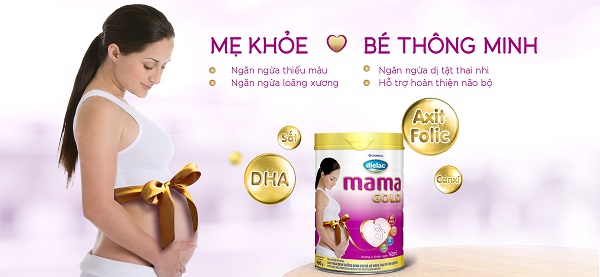 MẸ KHỎE
Ngăn ngừa thiếu máu
Ngăn ngừa loãng xương
BÉ THÔNG MINH
Ngăn ngừa dị tật thai nhi
Hỗ trợ hoàn thiện não bộ
Sắt
DHA
Axit
Folic
Canxi
dielac
mama
GOLD